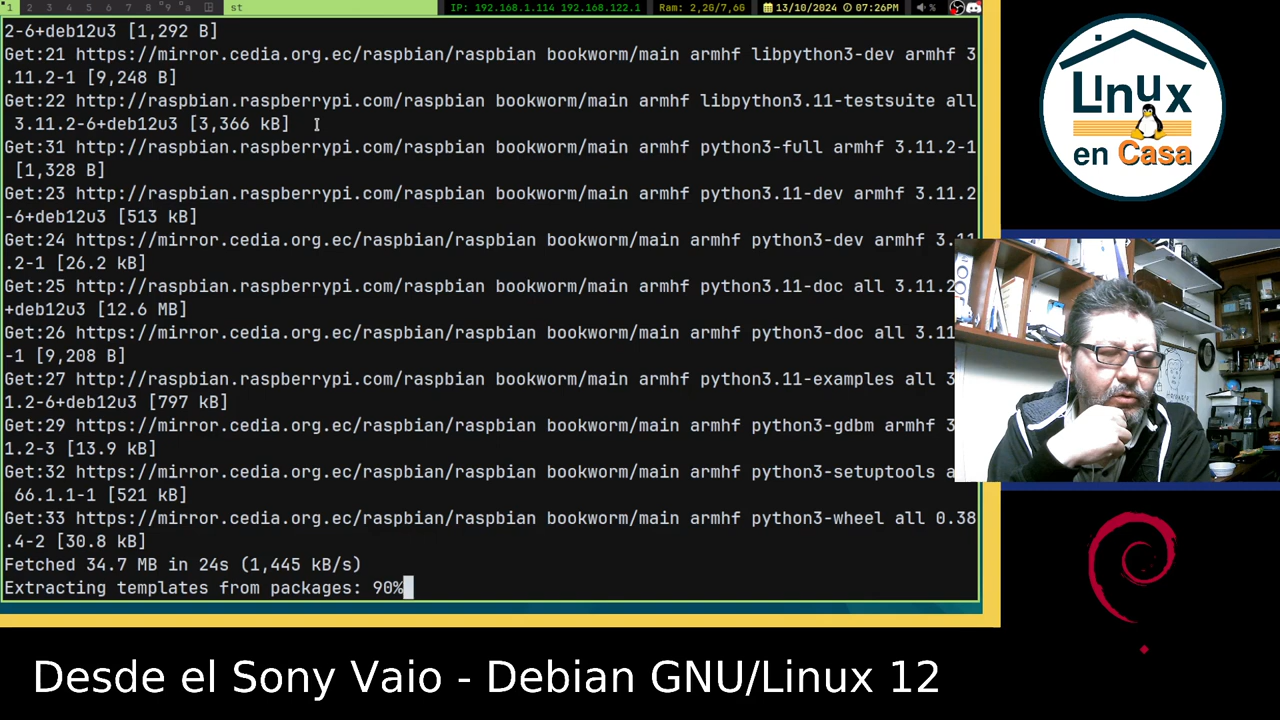 1 2 3 4 5 6 7 8 °9 °a st IP: 192.168.1.114 192.168.122.1 Ram: 2,2G/7,6G 13/10/2024 07:26PM %
2-6+deb12u3 [1,292 B]
Get:21 https://mirror.cedia.org.ec/raspbian/raspbian bookworm/main armhf libpython3-dev armhf 3
.11.2-1 [9,248 B]
Get:22 http://raspbian.raspberrypi.com/raspbian bookworm/main armhf libpython3.11-testsuite all
3.11.2-6+deb12u3 [3,366 kB]
Get:31 http://raspbian.raspberrypi.com/raspbian bookworm/main armhf python3-full armhf 3.11.2-1
[1,328 B]
Get:23 http://raspbian.raspberrypi.com/raspbian bookworm/main armhf python3.11-dev armhf 3.11.2
-6+deb12u3 [513 kB]
Get:24 https://mirror.cedia.org.ec/raspbian/raspbian bookworm/main armhf python3-dev armhf 3.11
.2-1 [26.2 kB]
Get:25 http://raspbian.raspberrypi.com/raspbian bookworm/main armhf python3.11-doc all 3.11.2
+deb12u3 [12.6 MB]
Get:26 https://mirror.cedia.org.ec/raspbian/raspbian bookworm/main armhf python3-doc all 3.11
-1 [9,208 B]
Get:27 http://raspbian.raspberrypi.com/raspbian bookworm/main armhf python3.11-examples all 3
1.2-6+deb12u3 [797 kB]
Get:29 https://mirror.cedia.org.ec/raspbian/raspbian bookworm/main armhf python3-gdbm armhf 3
1.2-3 [13.9 kB]
Get:32 https://mirror.cedia.org.ec/raspbian/raspbian bookworm/main armhf python3-setuptools a
66.1.1-1 [521 kB]
Get:33 https://mirror.cedia.org.ec/raspbian/raspbian bookworm/main armhf python3-wheel all 0.38
.4-2 [30.8 kB]
Fetched 34.7 MB in 24s (1,445 kB/s)
Extracting templates from packages: 90%
Linux
en Casa
Desde el Sony Vaio - Debian GNU/Linux 12